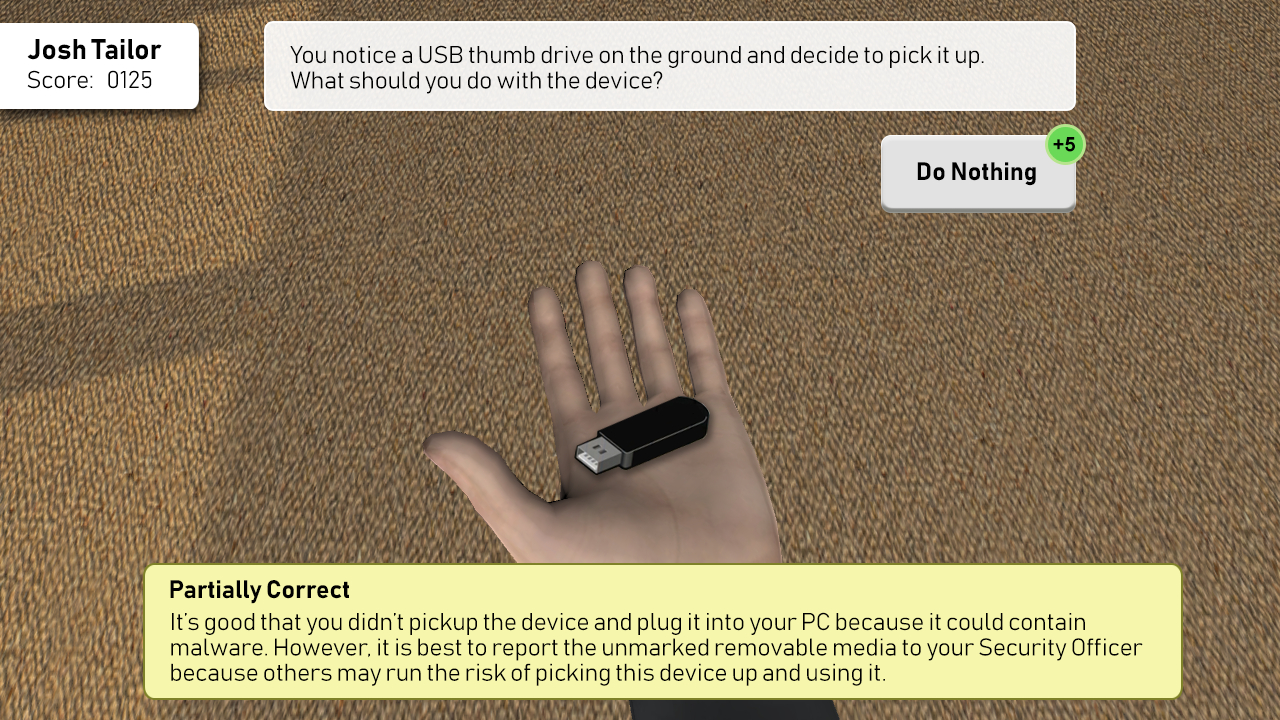 Josh Tailor
Score: 0125
You notice a USB thumb drive on the ground and decide to pick it up.
What should you do with the device?
+5
Do Nothing
Partially Correct
It's good that you didn't pickup the device and plug it into your PC because it could contain
malware. However, it is best to report the unmarked removable media to your Security Officer
because others may run the risk of picking this device up and using it.